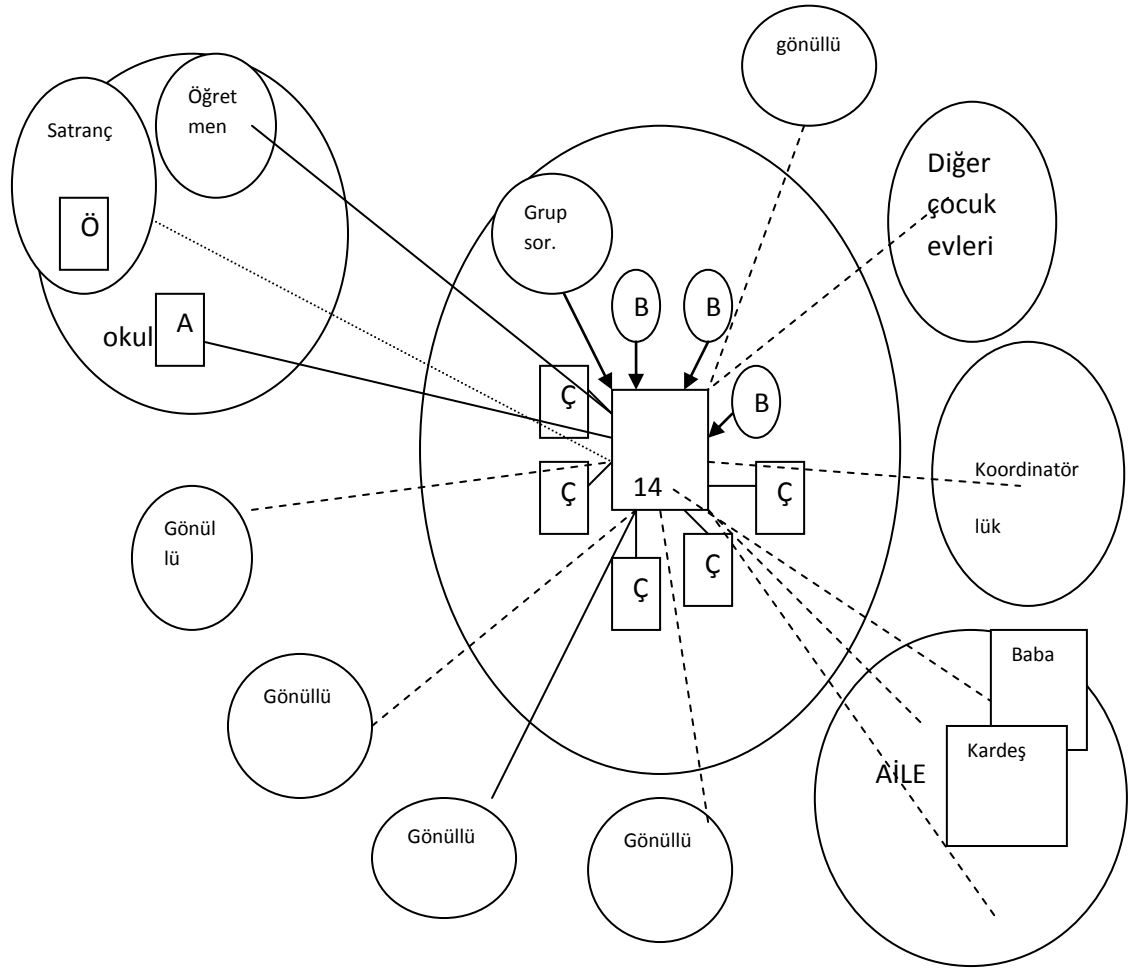 gönüllü
Öğret
men
Satranç
Ö
Diğer
çocuk
evleri
Grup
sor.
B
B
okul
A
Ç
B
14
Ç
Ç
Koordinatör
lük
Gönül
lü
Ç
Ç
Baba
Gönüllü
Kardeş
AİLE
Gönüllü
Gönüllü